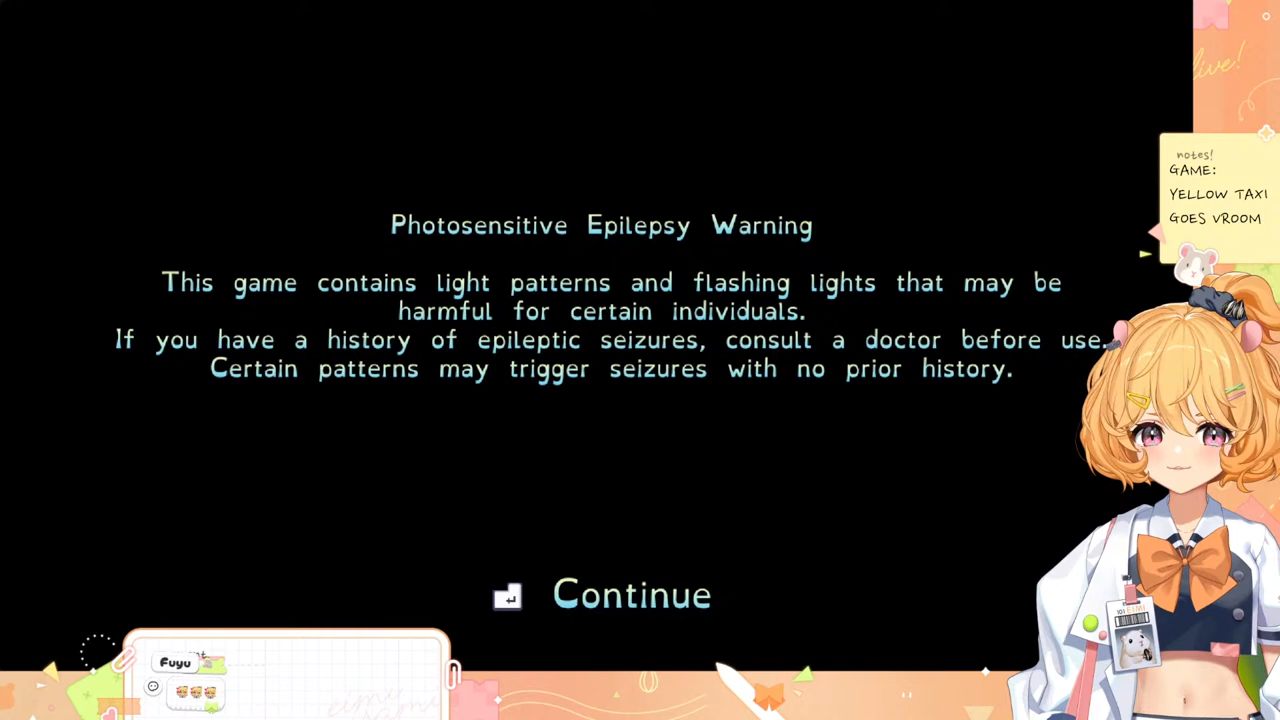 live!
notes!
GAME:
YELLOW TAXI
GOES VROOM
Photosensitive Epilepsy Warning
This game contains light patterns and flashing lights that may be
harmful for certain individuals.
If you have a history of epileptic seizures, consult a doctor before use.
Certain patterns may trigger seizures with no prior history.
Continue
Fuyu